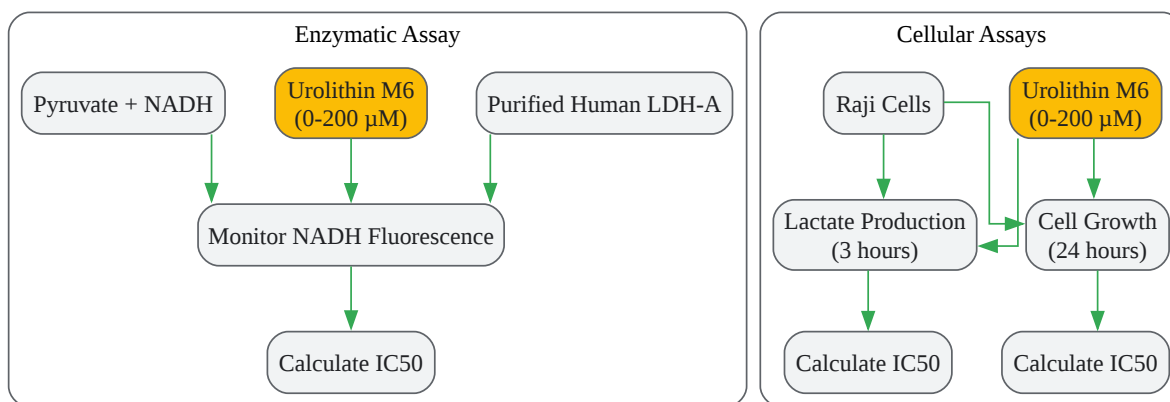 Enzymatic Assay
Pyruvate + NADH
Urolithin M6
(0-200 µM)
Purified Human LDH-A
Monitor NADH Fluorescence
Calculate IC50
Cellular Assays
Raji Cells
Urolithin M6
(0-200 µM)
Lactate Production
(3 hours)
Cell Growth
(24 hours)
Calculate IC50
Calculate IC50